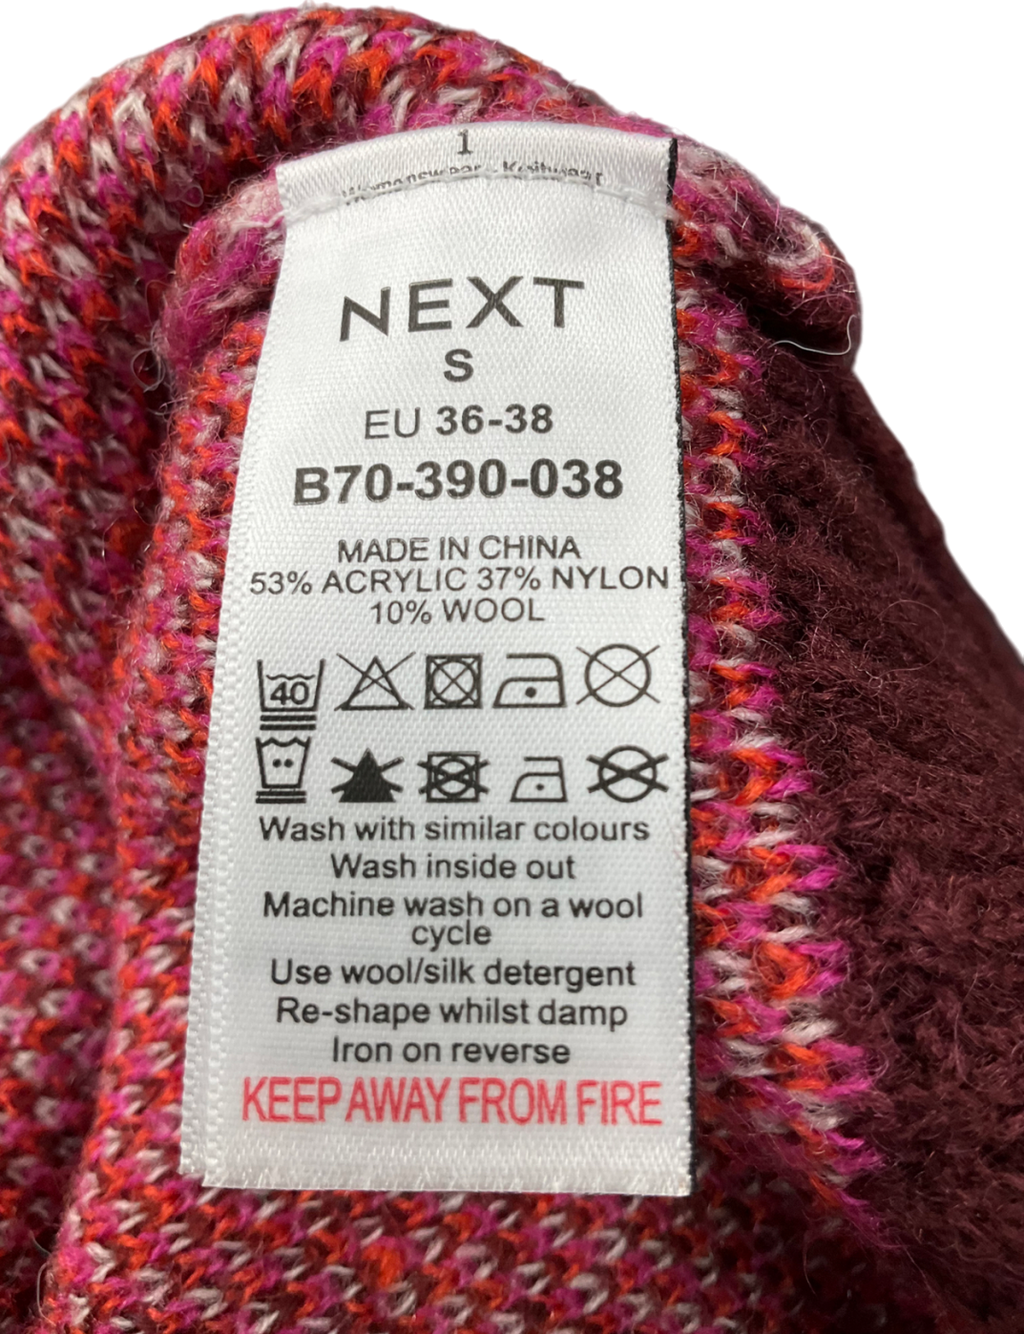 1
NEXT
S
EU 36-38
B70-390-038
MADE IN CHINA
53% ACRYLIC 37% NYLON
10% WOOL
40
Wash with similar colours
Wash inside out
Machine wash on a wool
cycle
Use wool/silk detergent
Re-shape whilst damp
Iron on reverse
KEEP AWAY FROM FIRE